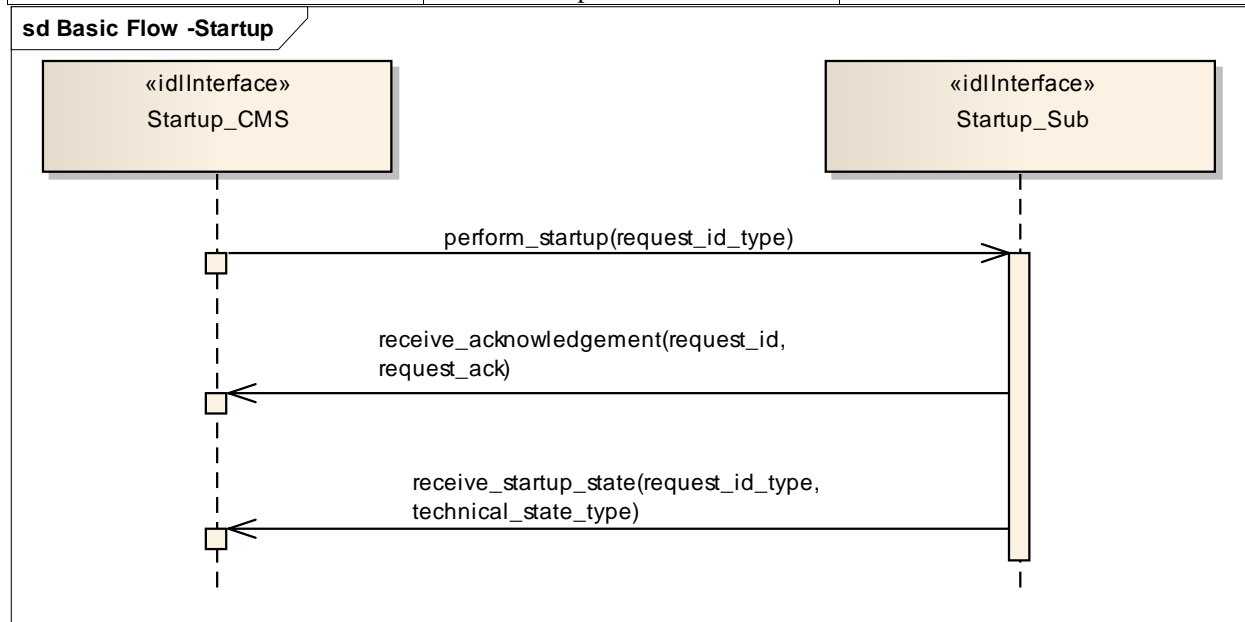 sd Basic Flow -Startup
«idlInterface»
Startup_CMS
«idlInterface»
Startup_Sub
perform_startup(request_id_type)
receive_acknowledgement(request_id,
request_ack)
receive_startup_state(request_id_type,
technical_state_type)